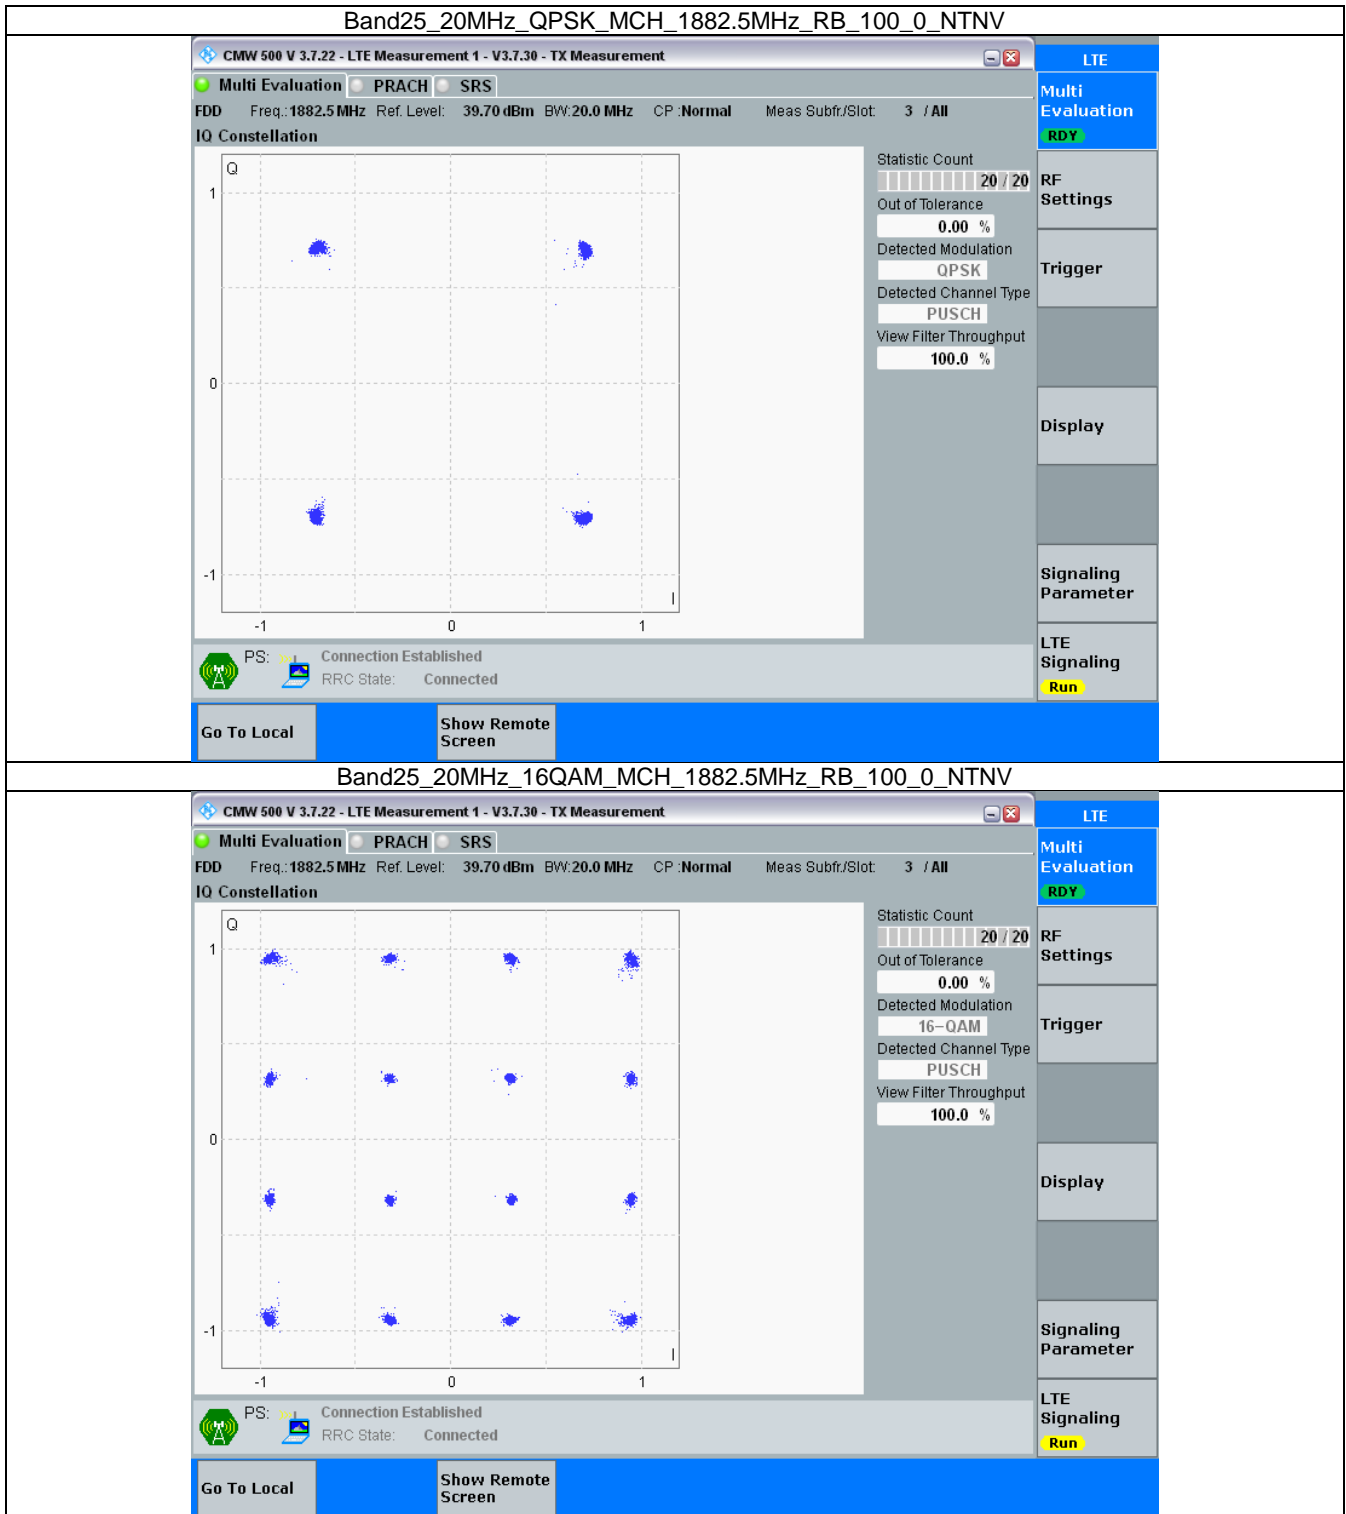 Band25_20MHz_QPSK_MCH_1882.5MHz_RB_100_0_NTNV
CMW 500 V 3.7.22 - LTE Measurement 1 - V3.7.30 - TX Measurement
LTE
Multi Evaluation PRACH SRS
Multi
Evaluation
RDY
FDD Freq.: 1882.5 MHz Ref. Level: 39.70 dBm BW: 20.0 MHz CP : Normal Meas Subfr./Slot: 3 / All
IQ Constellation
Q
1
0
-1
I
-1 0 1
Statistic Count
20 / 20
Out of Tolerance
0.00 %
Detected Modulation
QPSK
Detected Channel Type
PUSCH
View Filter Throughput
100.0 %
RF
Settings
Trigger
Display
Signaling
Parameter
LTE
Signaling
Run
PS: Connection Established
RRC State: Connected
Go To Local
Show Remote
Screen
Band25_20MHz_16QAM_MCH_1882.5MHz_RB_100_0_NTNV
CMW 500 V 3.7.22 - LTE Measurement 1 - V3.7.30 - TX Measurement
LTE
Multi Evaluation PRACH SRS
Multi
Evaluation
RDY
FDD Freq.: 1882.5 MHz Ref. Level: 39.70 dBm BW: 20.0 MHz CP : Normal Meas Subfr./Slot: 3 / All
IQ Constellation
Q
1
0
-1
I
-1 0 1
Statistic Count
20 / 20
Out of Tolerance
0.00 %
Detected Modulation
16-QAM
Detected Channel Type
PUSCH
View Filter Throughput
100.0 %
RF
Settings
Trigger
Display
Signaling
Parameter
LTE
Signaling
Run
PS: Connection Established
RRC State: Connected
Go To Local
Show Remote
Screen